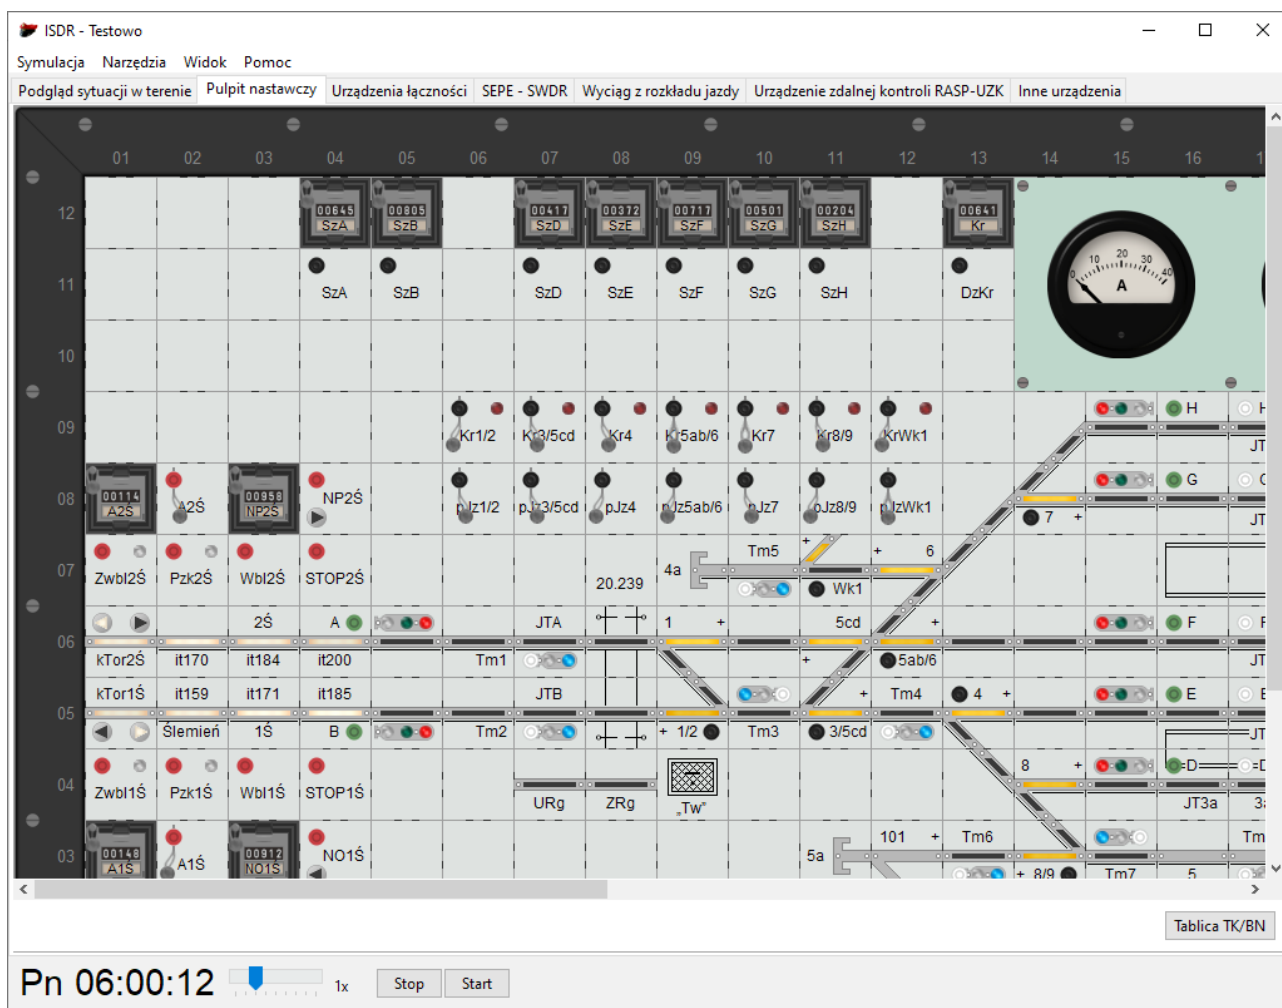 ISDR - Testowo
Symulacja Narzędzia Widok Pomoc
Podgląd sytuacji w terenie Pulpit nastawczy Urządzenia łączności SEPE - SWDR Wyciąg z rozkładu jazdy Urządzenie zdalnej kontroli RASP-UZK Inne urządzenia
01 02 03 04 05 06 07 08 09 10 11 12 13 14 15 16
12 00645 00805 00417 00372 00717 00501 00204 00641
SzA SzB SzD SzE SzF SzG SzH Kr
0 10 20 30 40
A
11 SzA SzB SzD SzE SzF SzG SzH DzKr
10
09 Kr1/2 Kr3/5cd Kr4 Kr5ab/6 Kr7 Kr8/9 KrWk1 H
JT
08 00114 A2Ś A2Ś 00958 NP2Ś NP2Ś pJz1/2 pJz3/5cd pJz4 pJz5ab/6 pJz7 pJz8/9 pJzWk1 G
7 + JT
07 Zwbl2Ś Pzk2Ś Wbl2Ś STOP2Ś 20.239 4a Tm5 + Wk1 + 6
06 2Ś A JTA 1 + 5cd + F
kTor2Ś it170 it184 it200 Tm1 + 5ab/6 JT
05 kTor1Ś it159 it171 it185 JTB + Tm4 4 + E
Ślemień 1Ś B Tm2 + 1/2 Tm3 3/5cd JT
04 Zwbl1Ś Pzk1Ś Wbl1Ś STOP1Ś URg ZRg „Tw" 8 + D
JT3a
03 00148 A1Ś A1Ś 00912 NO1Ś NO1Ś 5a 101 + Tm6
+ 8/9 Tm7 5
Tablica TK/BN
Pn 06:00:12 1x Stop Start